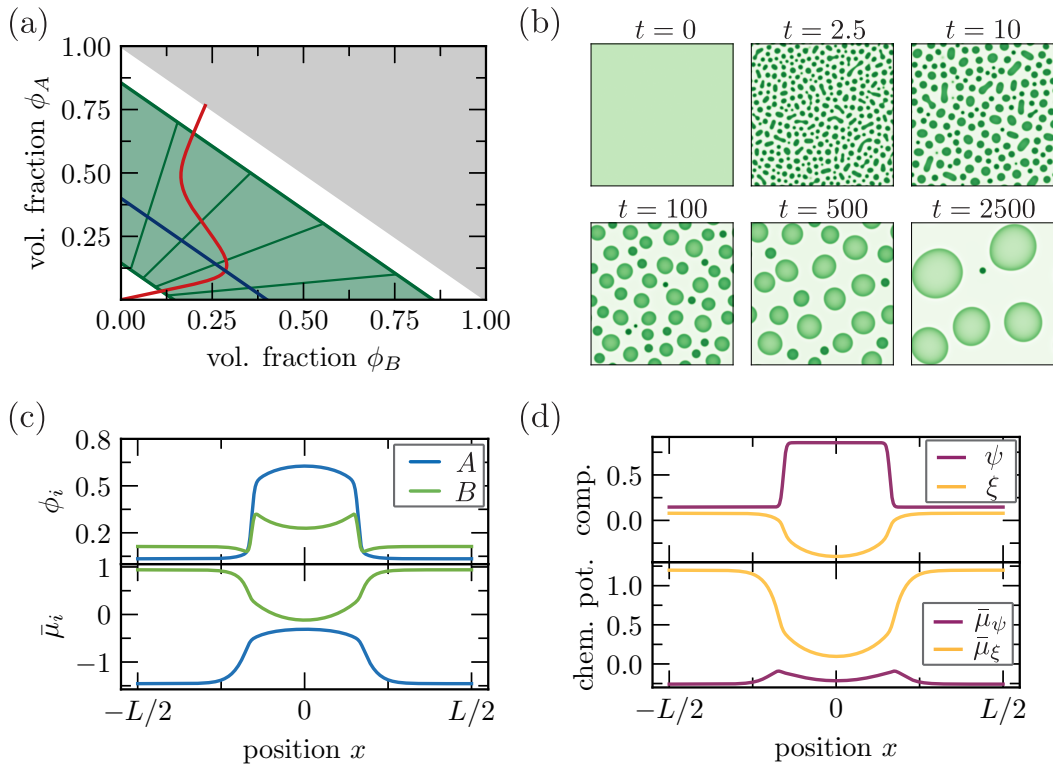 (a)
1.00
0.75
0.50
0.25
0.00
0.25
0.50
0.75
1.00
vol. fraction ϕ_A
vol. fraction ϕ_B
(b)
t = 0
t = 2.5
t = 10
t = 100
t = 500
t = 2500
(c)
0.8
0.2
ϕ_i
A
B
1
0
−1
μ̄_i
−L/2
0
L/2
position x
(d)
0.5
0.0
comp.
ψ
ξ
1.0
0.5
0.0
chem. pot.
μ̄_ψ
μ̄_ξ
−L/2
0
L/2
position x